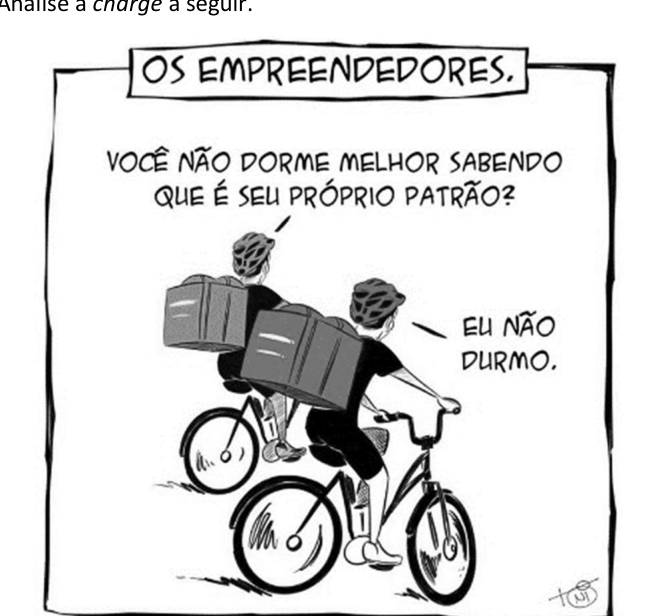 Analise a charge a seguir.
OS EMPREENDEDORES.
VOCÊ NÃO DORME MELHOR SABENDO
QUE É SEU PRÓPRIO PATRÃO?
EU NÃO
DURMO.